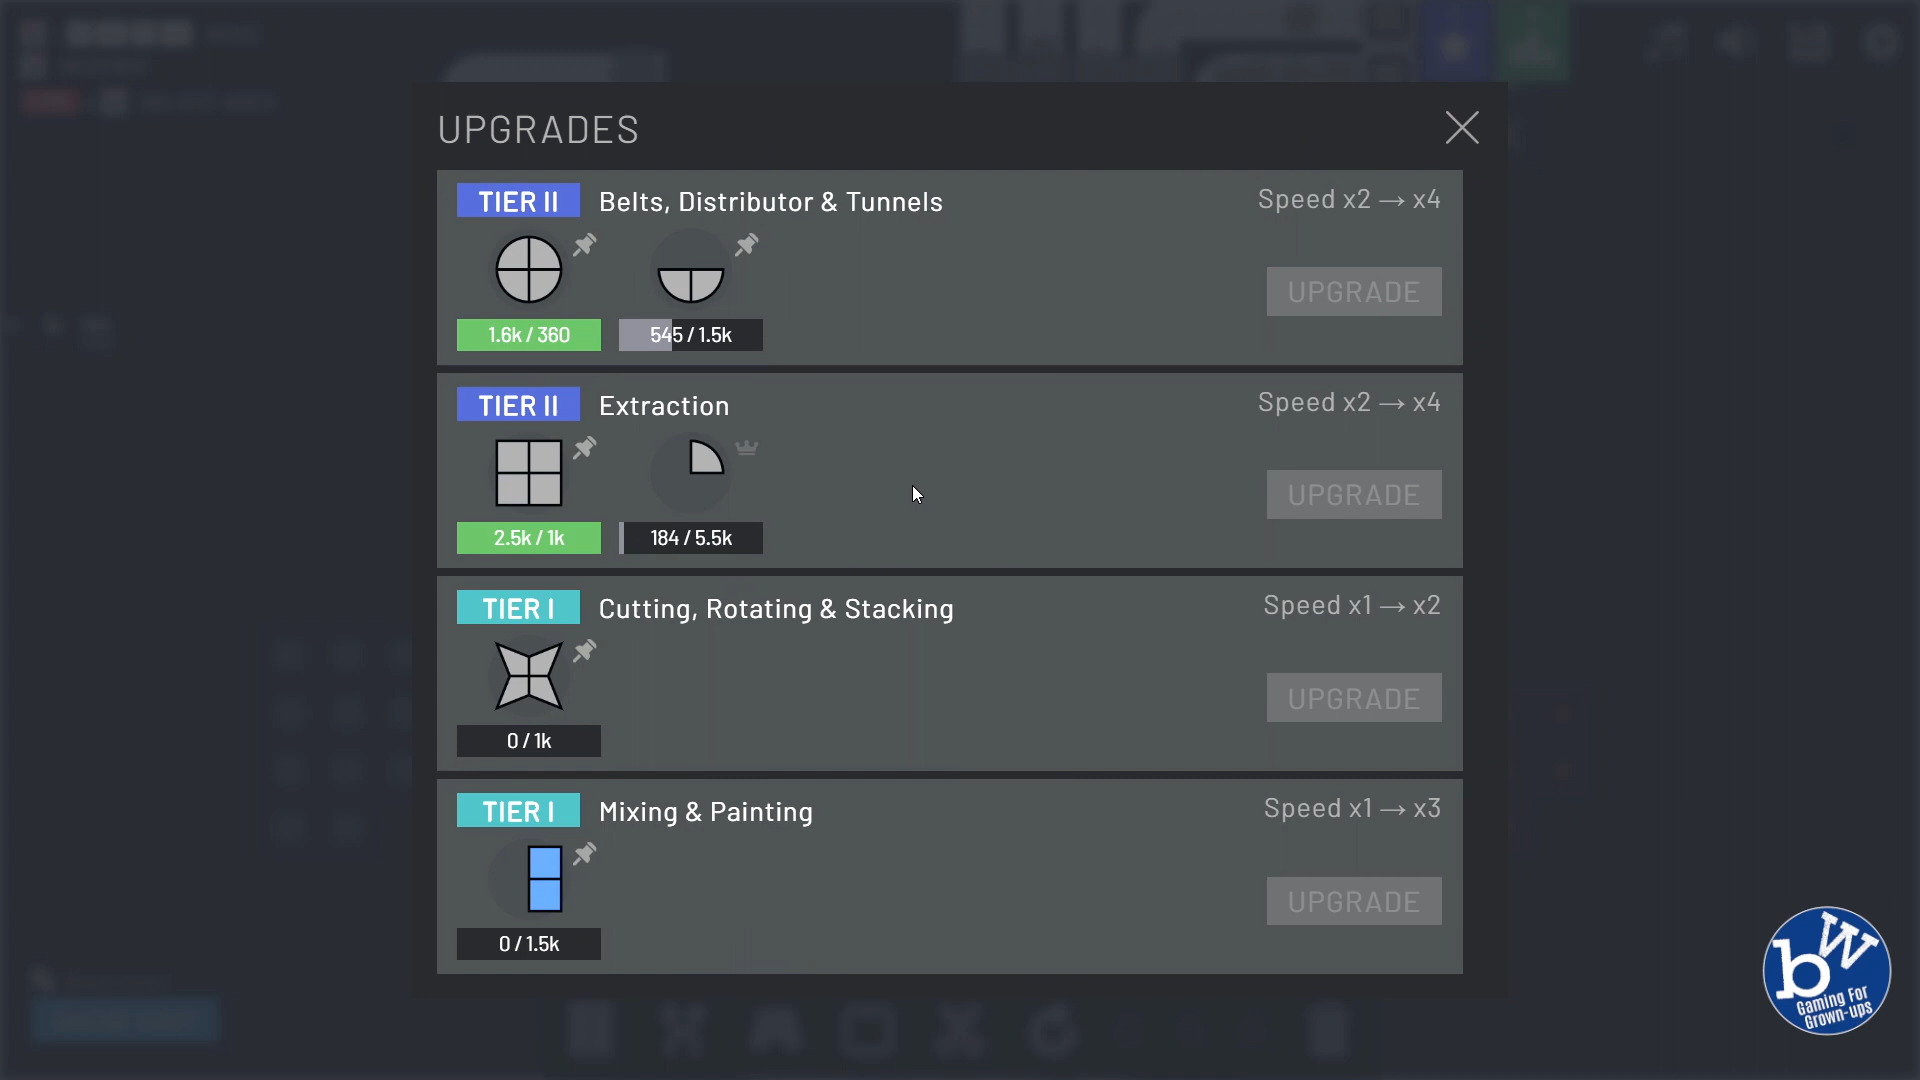 UPGRADES
TIER II Belts, Distributor & Tunnels Speed x2 → x4
UPGRADE
1.6k / 360 545 / 1.5k
TIER II Extraction Speed x2 → x4
UPGRADE
2.5k / 1k 184 / 5.5k
TIER I Cutting, Rotating & Stacking Speed x1 → x2
UPGRADE
0 / 1k
TIER I Mixing & Painting Speed x1 → x3
UPGRADE
0 / 1.5k
bW
Gaming For
Grown-ups